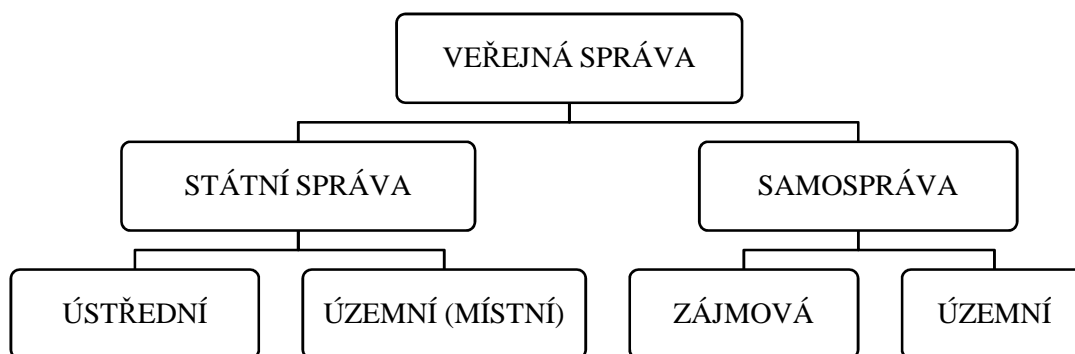 VEŘEJNÁ SPRÁVA
STÁTNÍ SPRÁVA
SAMOSPRÁVA
ÚSTŘEDNÍ
ÚZEMNÍ (MÍSTNÍ)
ZÁJMOVÁ
ÚZEMNÍ